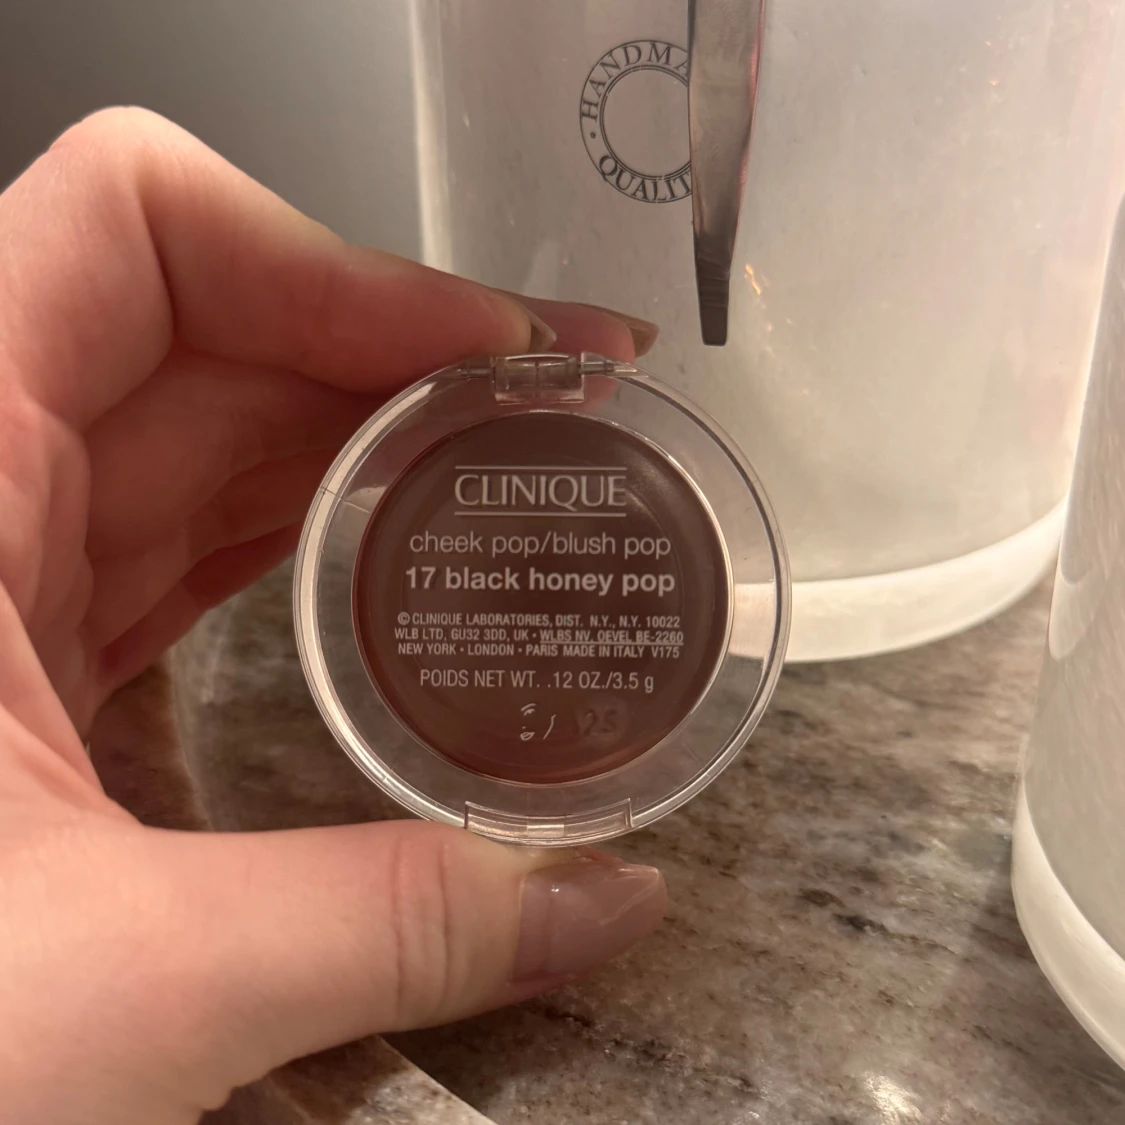 HANDMA
QUALIT
CLINIQUE
cheek pop/blush pop
17 black honey pop
© CLINIQUE LABORATORIES, DIST. N.Y., N.Y. 10022
WLB LTD, GU32 3DD, UK • WLBS NV, OEVEL BE-2260
NEW YORK • LONDON • PARIS MADE IN ITALY V175
POIDS NET WT. .12 OZ./3.5 g